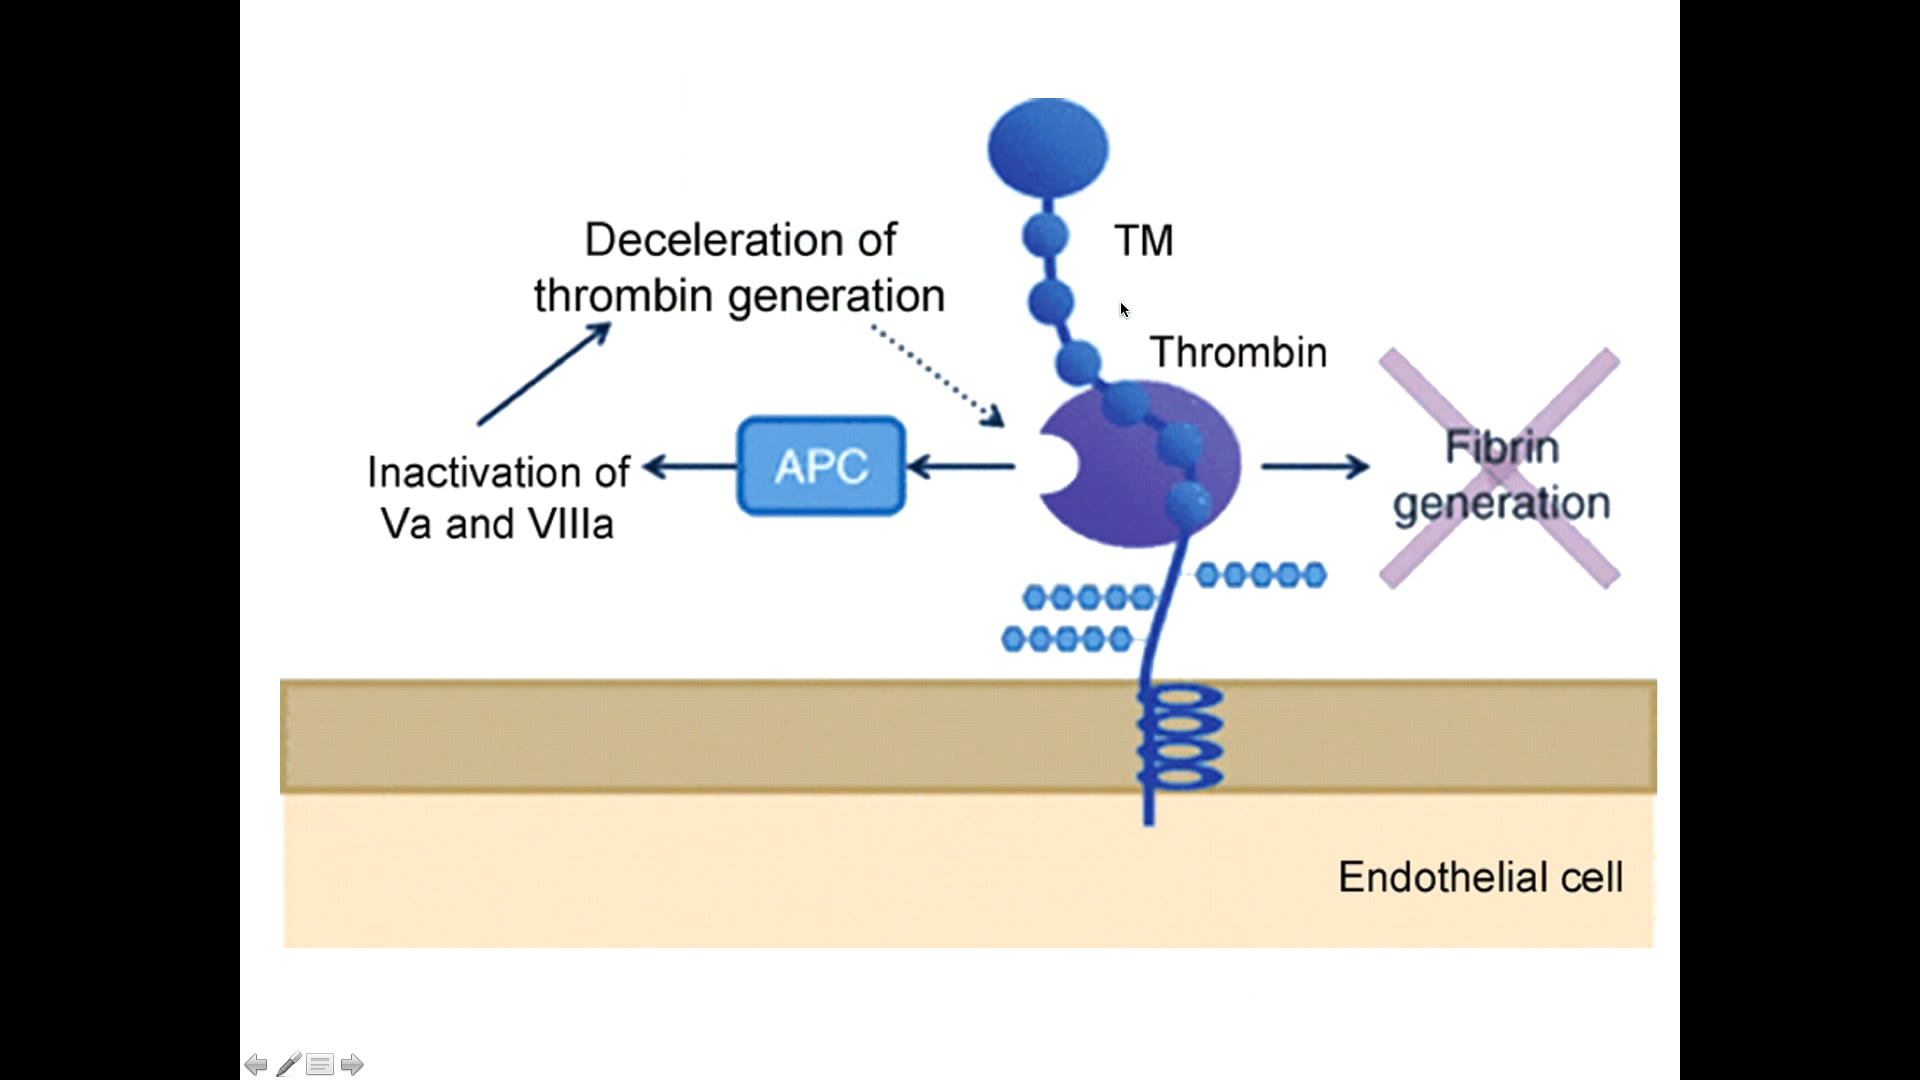 Deceleration of
thrombin generation
TM
Thrombin
Inactivation of
Va and VIIIa
APC
Fibrin
generation
Endothelial cell